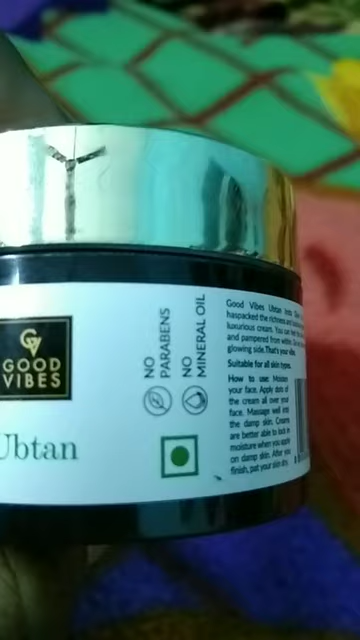 GV
GOOD
VIBES
Ubtan
NO
PARABENS
NO
MINERAL OIL
Good Vibes Ubtan
haspacked the richness and
luxurious cream. You can
and pampered from within.
glowing side. That's your vibe.
Suitable for all skin types.
How to use: Moisten
your face. Apply dots of
the cream all over your
face. Massage well into
the damp skin. Creams
are better able to lock in
moisture when you apply
on damp skin. After you
finish, pat your skin dry.